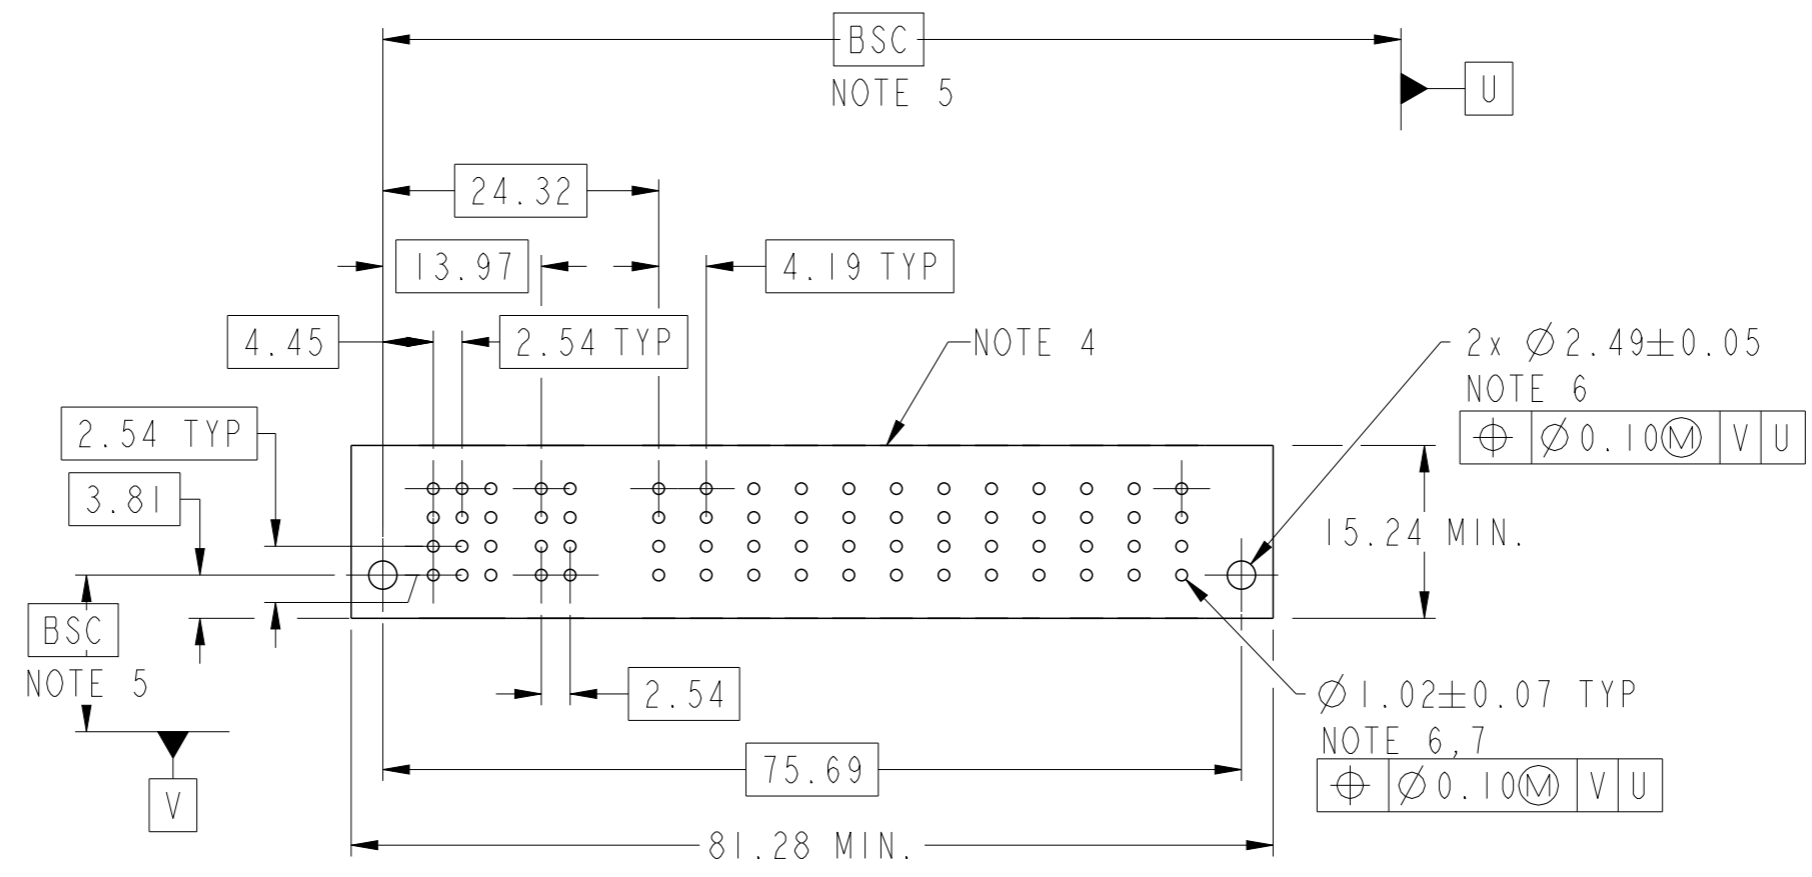 BSC
NOTE 5
U
24.32
13.97
4.19 TYP
4.45
2.54 TYP
NOTE 4
2x ⌀2.49±0.05
NOTE 6
⌖ ⌀0.10Ⓜ V U
2.54 TYP
3.81
15.24 MIN.
BSC
NOTE 5
2.54
⌀1.02±0.07 TYP
NOTE 6,7
⌖ ⌀0.10Ⓜ V U
75.69
V
81.28 MIN.